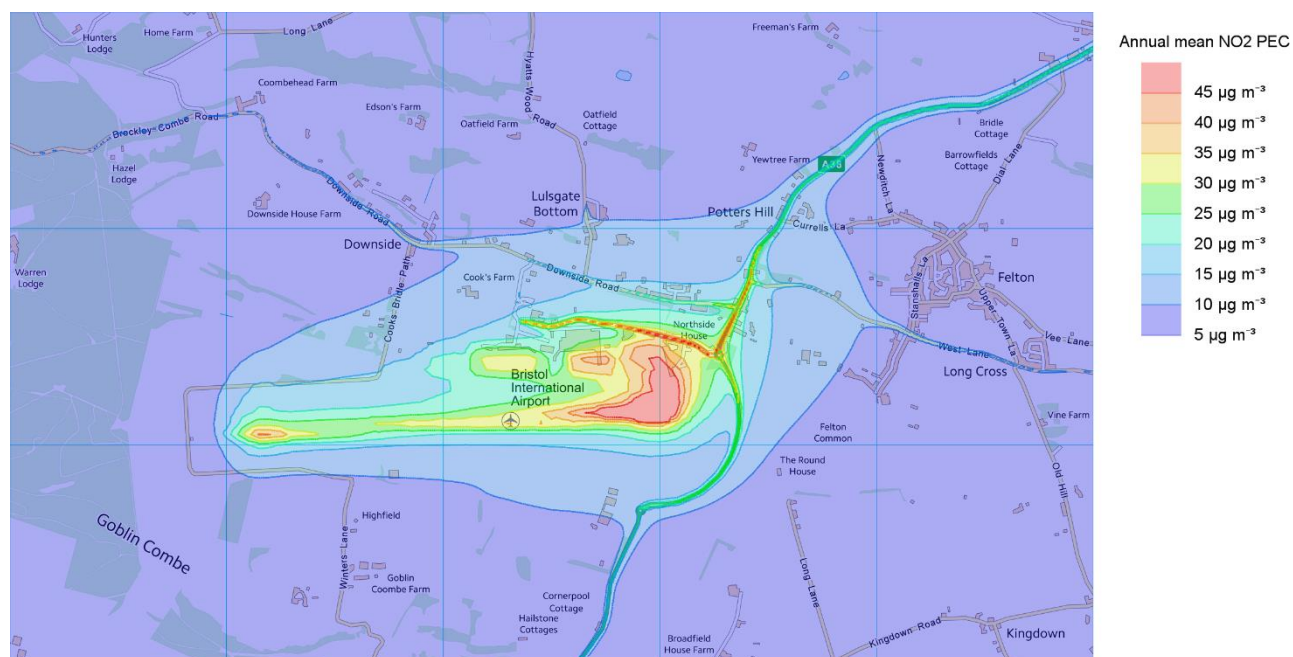 Freeman's Farm
Hunters
Lodge
Home Farm
Long Lane
Hyatts Wood Road
Coombehead Farm
Edson's Farm
Oatfield Farm
Oatfield
Cottage
Bridle
Cottage
Brockley Combe Road
Hazel
Lodge
Yewtree Farm
A38
Newditch La
Barrowfields
Cottage
Dial Lane
Downside House Farm
Downside Road
Lulsgate
Bottom
Potters Hill
Currells La
Downside
Warren
Lodge
Cook's Farm
Downside Road
Cooks Bridle Path
Stanshalls La
Felton
Upper Town La
Northside
House
West Lane
Vee Lane
Long Cross
Bristol
International
Airport
Vine Farm
Felton
Common
The Round
House
Old Hill
Goblin Combe
Highfield
Winters Lane
Goblin
Coombe Farm
Cornerpool
Cottage
Hailstone
Cottages
Long Lane
Broadfield
House Farm
Kingdown Road
Kingdown
Annual mean NO2 PEC
45 µg m⁻³
40 µg m⁻³
35 µg m⁻³
30 µg m⁻³
25 µg m⁻³
20 µg m⁻³
15 µg m⁻³
10 µg m⁻³
5 µg m⁻³